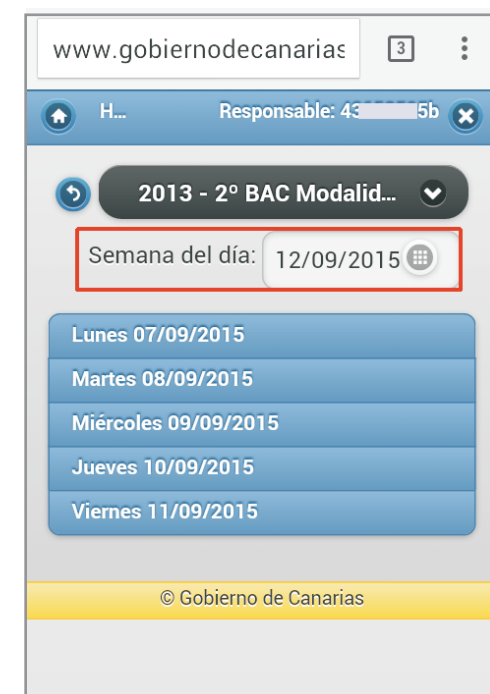 www.gobiernodecanarias
3
H... Responsable: 43 5b
2013 - 2º BAC Modalid...
Semana del día: 12/09/2015
Lunes 07/09/2015
Martes 08/09/2015
Miércoles 09/09/2015
Jueves 10/09/2015
Viernes 11/09/2015
© Gobierno de Canarias